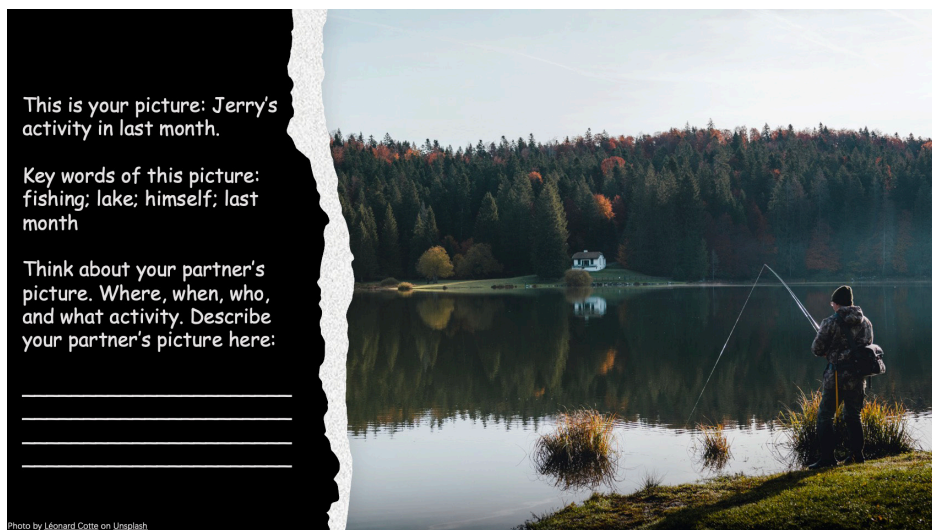 This is your picture: Jerry's
activity in last month.
Key words of this picture:
fishing; lake; himself; last
month
Think about your partner's
picture. Where, when, who,
and what activity. Describe
your partner's picture here:
Photo by Léonard Cotte on Unsplash